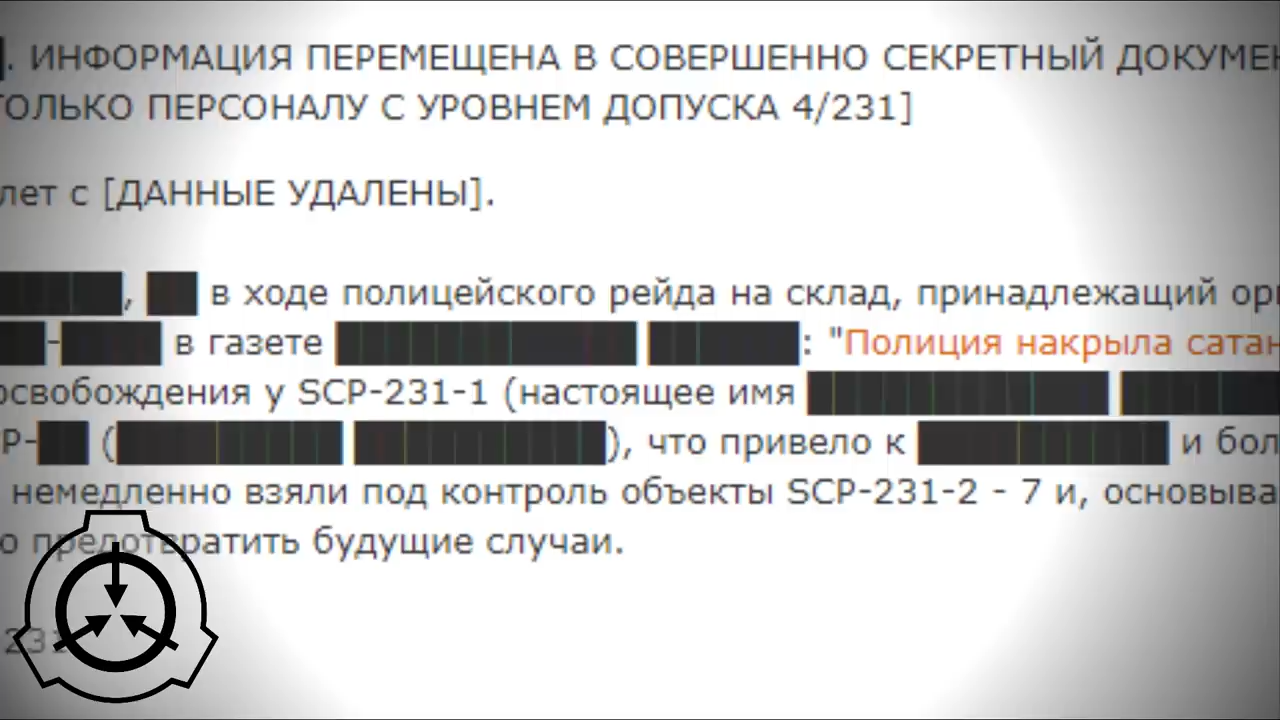 █. ИНФОРМАЦИЯ ПЕРЕМЕЩЕНА В СОВЕРШЕННО СЕКРЕТНЫЙ ДОКУМЕН
ТОЛЬКО ПЕРСОНАЛУ С УРОВНЕМ ДОПУСКА 4/231]
лет с [ДАННЫЕ УДАЛЕНЫ].
█████, ██ в ходе полицейского рейда на склад, принадлежащий орг
██-████ в газете ████████████ ██████: "Полиция накрыла сатан
освобождения у SCP-231-1 (настоящее имя ████████████ ██████
P-██ (█████████ ██████████), что привело к ██████████ и бол
немедленно взяли под контроль объекты SCP-231-2 - 7 и, основыва
о предотвратить будущие случаи.
231